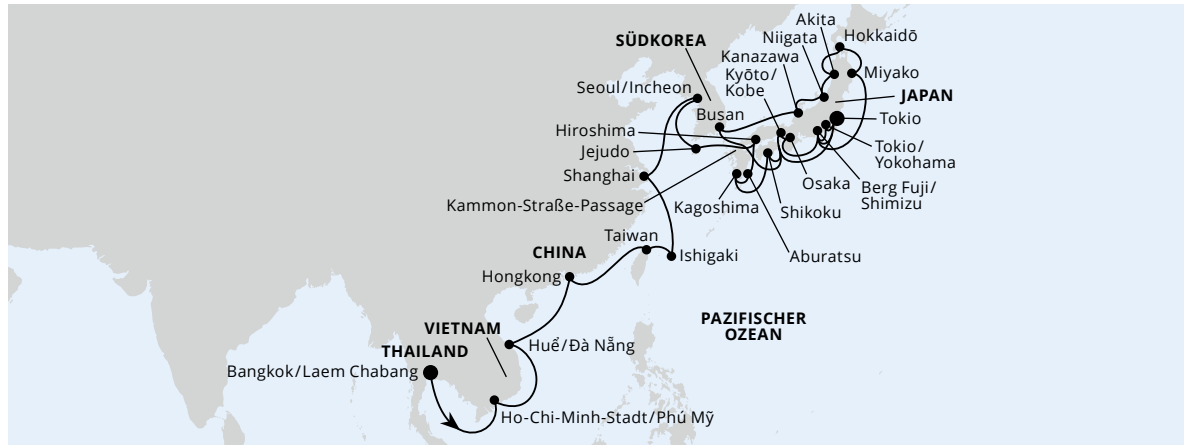 Akita
SÜDKOREA
Niigata
Hokkaidō
Kanazawa
Kyōto/
Kobe
Miyako
Seoul/Incheon
JAPAN
Busan
Tokio
Hiroshima
Jejudo
Tokio/
Yokohama
Shanghai
Osaka
Berg Fuji/
Shimizu
Kammon-Straße-Passage
Kagoshima
Shikoku
Taiwan
CHINA
Ishigaki
Aburatsu
Hongkong
PAZIFISCHER
OZEAN
VIETNAM
Huế/Đà Nẵng
THAILAND
Bangkok/Laem Chabang
Ho-Chi-Minh-Stadt/Phú Mỹ